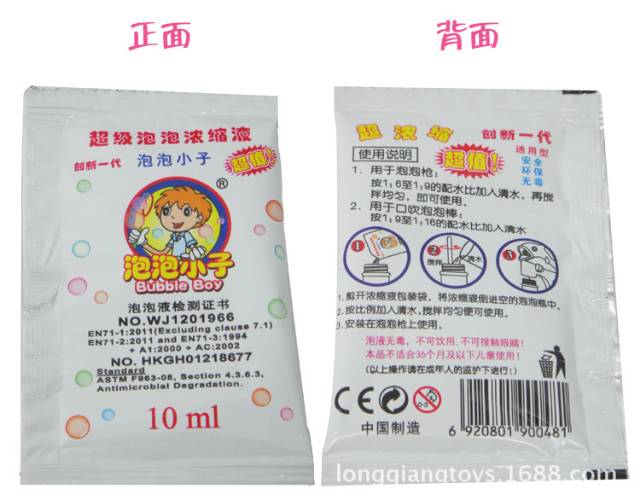 正面
背面
超级泡泡浓缩液
创新一代 泡泡小子 超值!
®
泡泡小子
Bubble Boy
泡泡液检测证书
NO.WJ1201966
EN71-1:2011(Excluding clause 7.1)
EN71-2:2011 and EN71-3:1994
+ A1:2000 + AC:2002
NO. HKGH01218677
Standard
ASTM F963-08, Section 4.3.6.3,
Antimicrobial Degradation.
10 ml
超浓缩 创新一代
使用说明 超值! 通用型
安全
环保
无毒
1. 用于泡泡枪:
按1:6至1:9的配水比加入清水,再搅
拌均匀,即可使用。
2. 用于口吹泡泡棒:
按1:9至1:16的配水比加入清水
1 2 搅拌 清水 3
1.剪开浓缩液包装袋,将浓缩液倒进空的泡泡瓶中。
2.按比例加入清水,搅拌均匀便可使用。
3.安装在泡泡枪上使用。
泡液无毒,不可饮用.不可接触眼睛!
本品不适合36个月及以下儿童使用!
(以上操作请在成年人的监护下进行)
CE 0-3
中国制造 6 920801 900481
longqiangtoys.1688.com